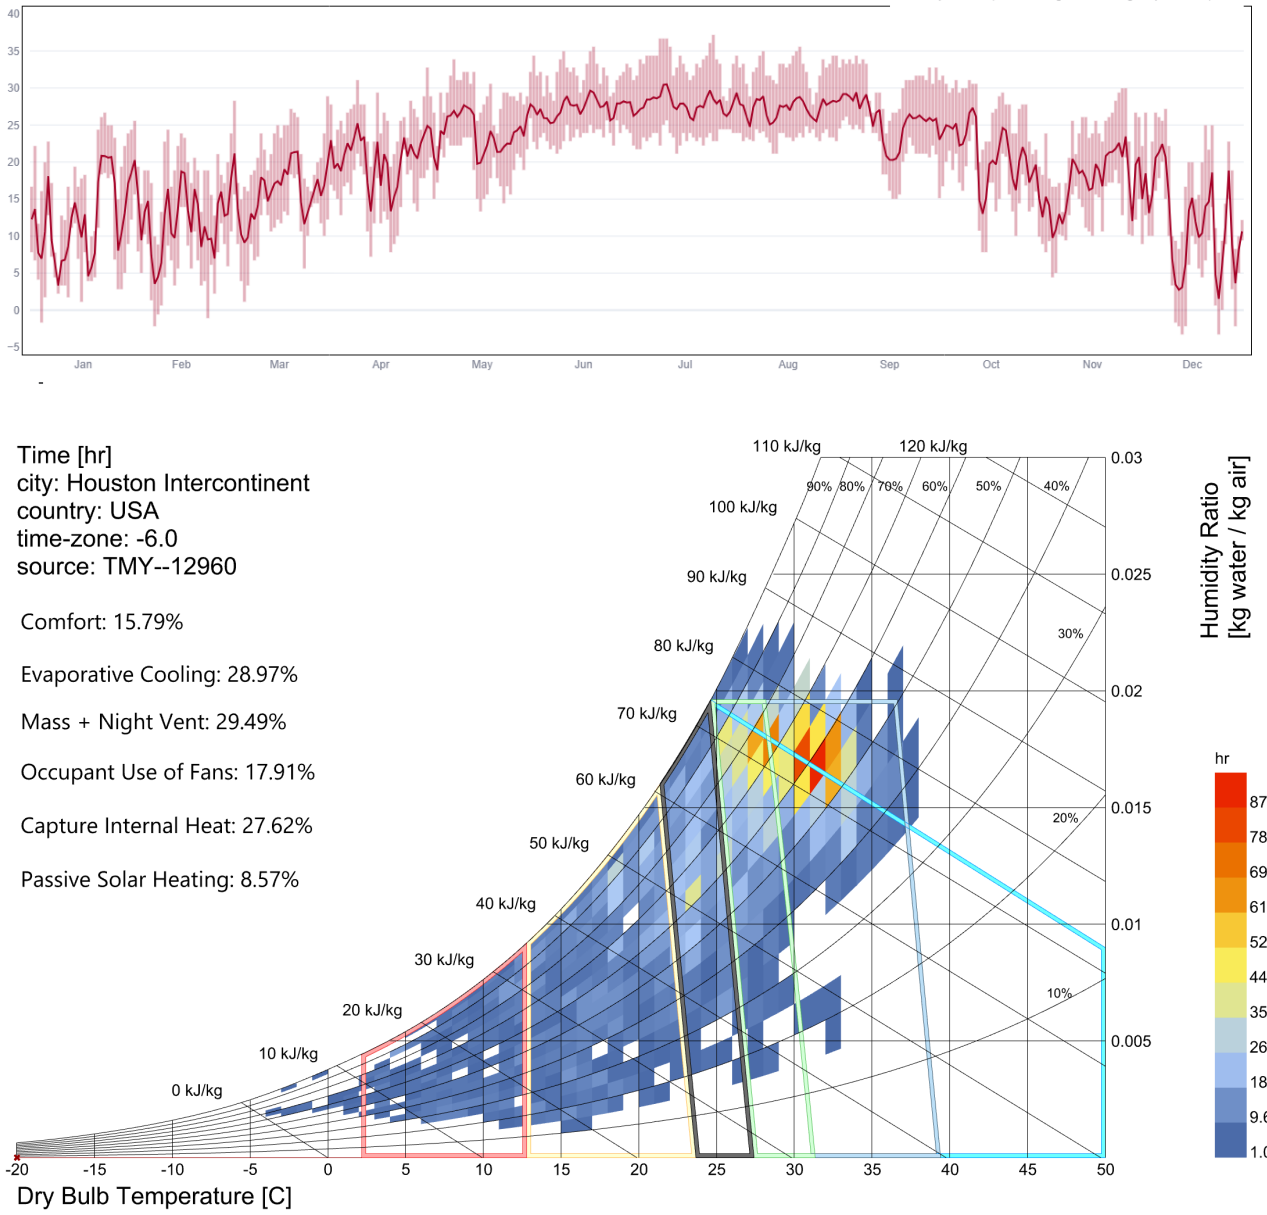 40
35
30
25
20
15
10
5
0
−5
Jan Feb Mar Apr May Jun Jul Aug Sep Oct Nov Dec
-
Time [hr]
city: Houston Intercontinent
country: USA
time-zone: -6.0
source: TMY--12960
Comfort: 15.79%
Evaporative Cooling: 28.97%
Mass + Night Vent: 29.49%
Occupant Use of Fans: 17.91%
Capture Internal Heat: 27.62%
Passive Solar Heating: 8.57%
110 kJ/kg 120 kJ/kg
90% 80% 70% 60% 50% 40%
100 kJ/kg
90 kJ/kg
80 kJ/kg
70 kJ/kg
60 kJ/kg
50 kJ/kg
40 kJ/kg
30 kJ/kg
20 kJ/kg
10 kJ/kg
0 kJ/kg
30%
20%
10%
0.03
0.025
0.02
0.015
0.01
0.005
Humidity Ratio
[kg water / kg air]
hr
87
78
69
61
52
44
35
26
18
9.6
1.0
-20 -15 -10 -5 0 5 10 15 20 25 30 35 40 45 50
Dry Bulb Temperature [C]